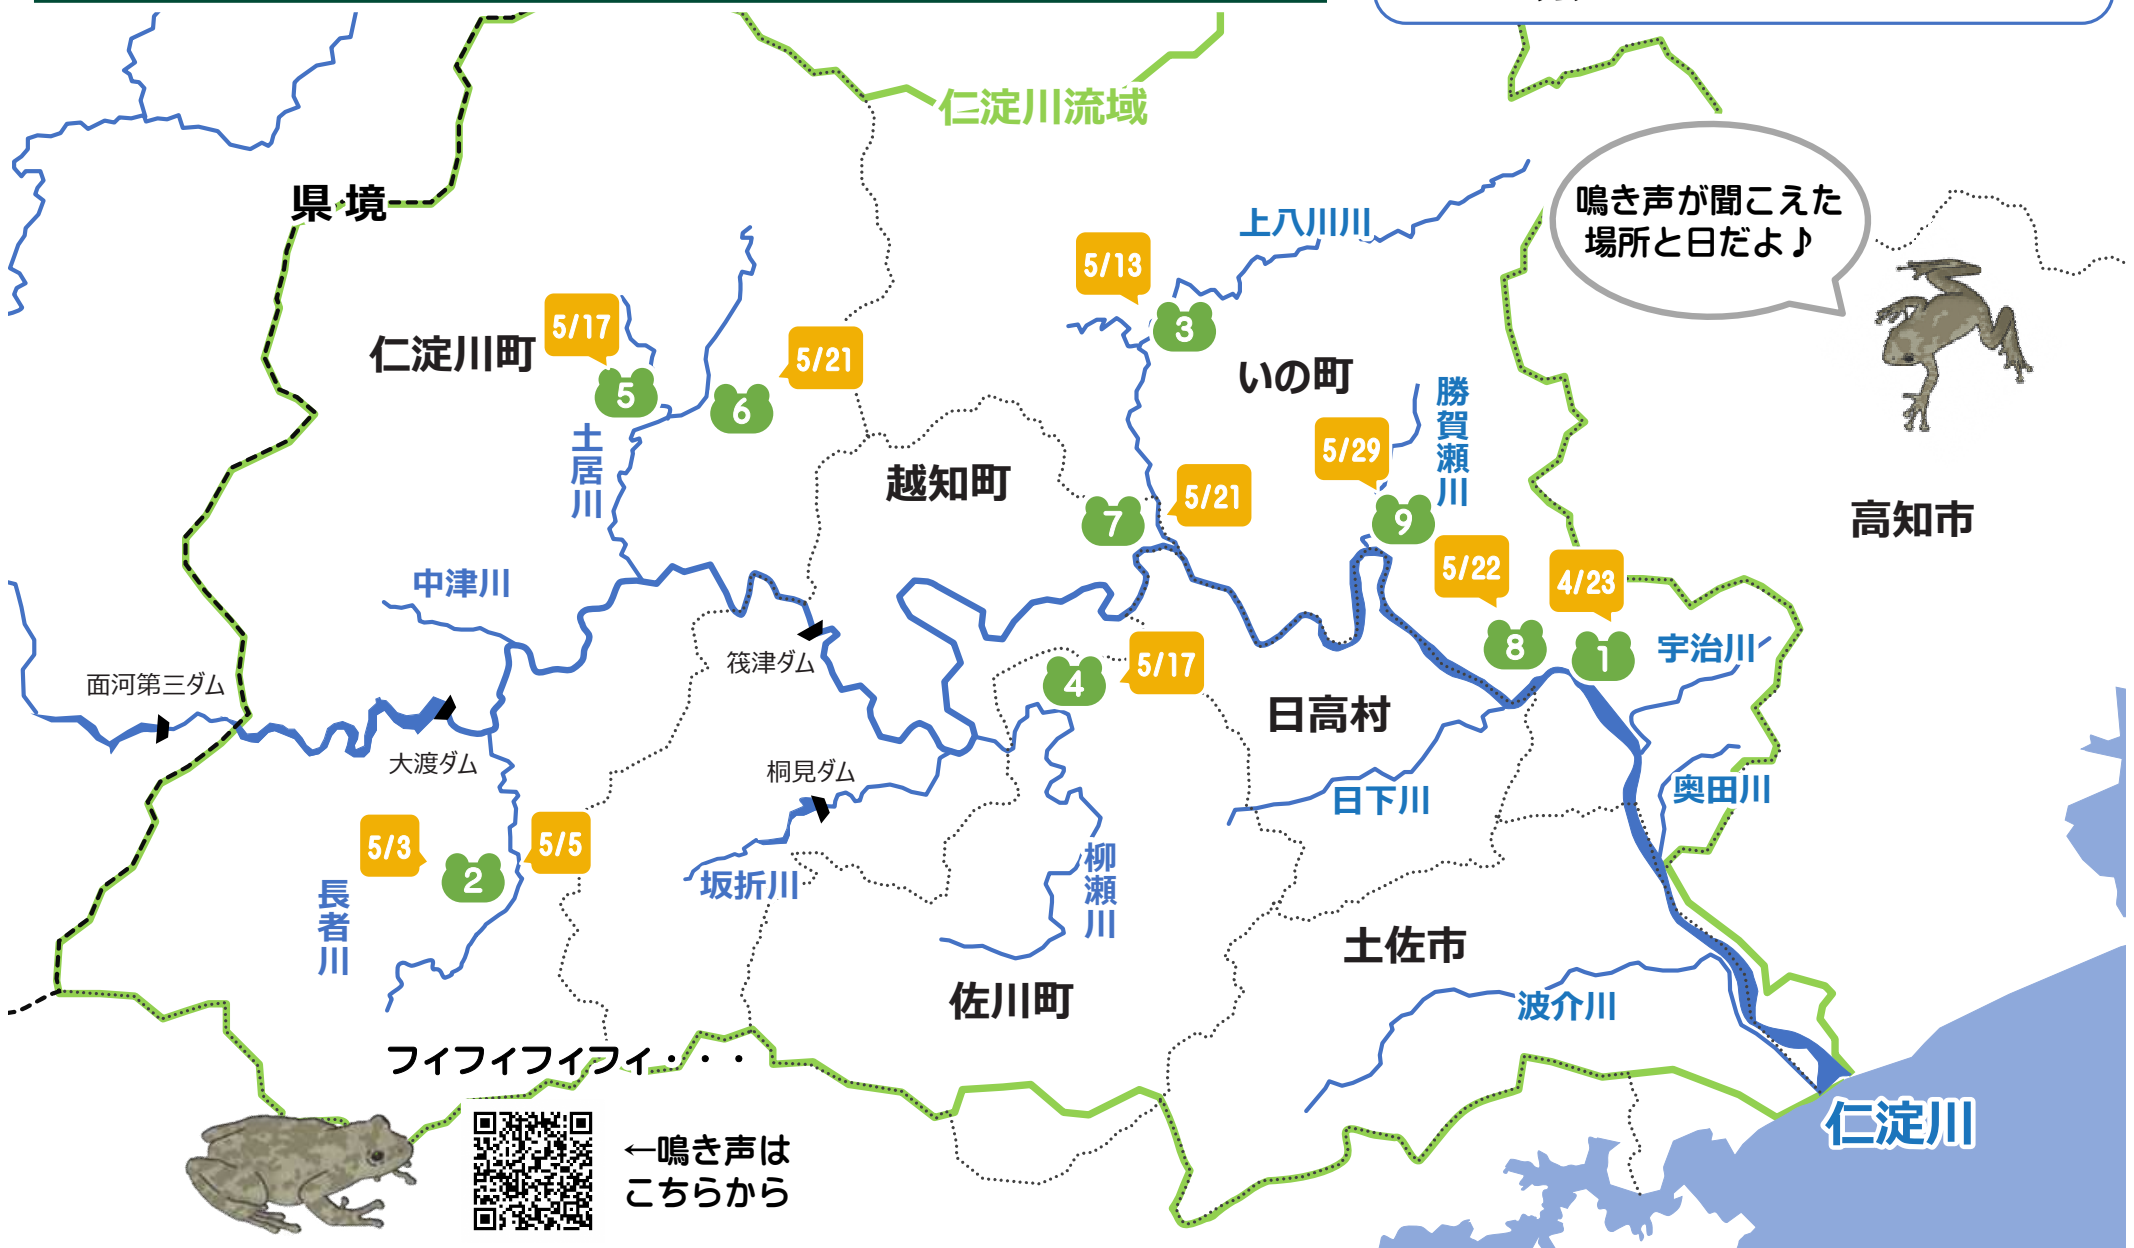 仁淀川流域
県境
鳴き声が聞こえた
場所と日だよ♪
上八川川
5/13
3
5/17
仁淀川町
5
5/21
6
いの町
勝賀瀬川
土居川
5/29
越知町
5/21
7
9
高知市
中津川
5/22
4/23
8
1
宇治川
筏津ダム
5/17
4
面河第三ダム
日高村
大渡ダム
桐見ダム
日下川
奥田川
5/3
2
5/5
長者川
坂折川
柳瀬川
土佐市
佐川町
波介川
フィフィフィフィ・・・
仁淀川
←鳴き声は
こちらから